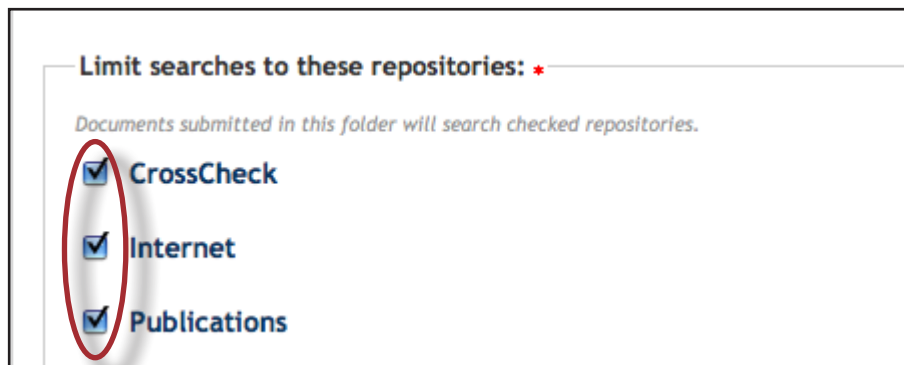 Limit searches to these repositories: *
Documents submitted in this folder will search checked repositories.
CrossCheck
Internet
Publications